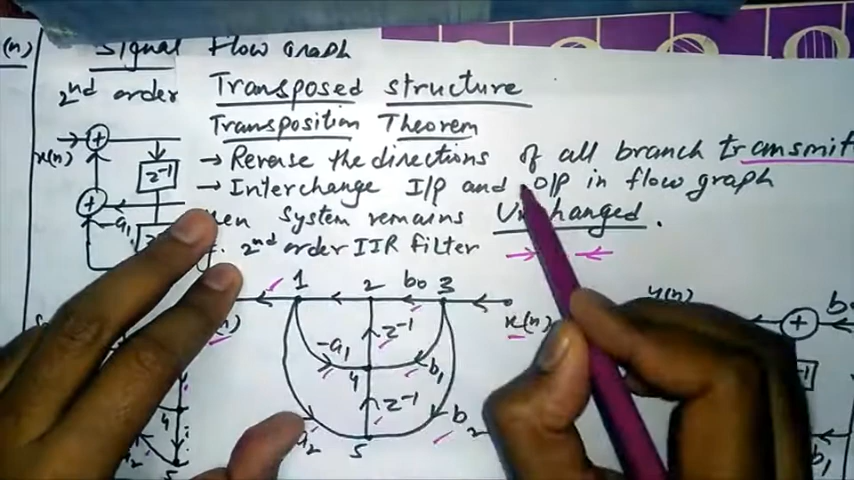 (n)
Signal Flow Graph
2nd order
x(n)
+
z-1
+
a1
Transposed structure
Transposition Theorem
→ Reverse the directions of all branch transmit
→ Interchange I/P and O/P in flow graph
System remains Unchanged.
2nd order IIR filter
1 2 b0 3
x(n)
z-1
-a1
4 b1
z-1
b2
5
y(n)
+
b1
5